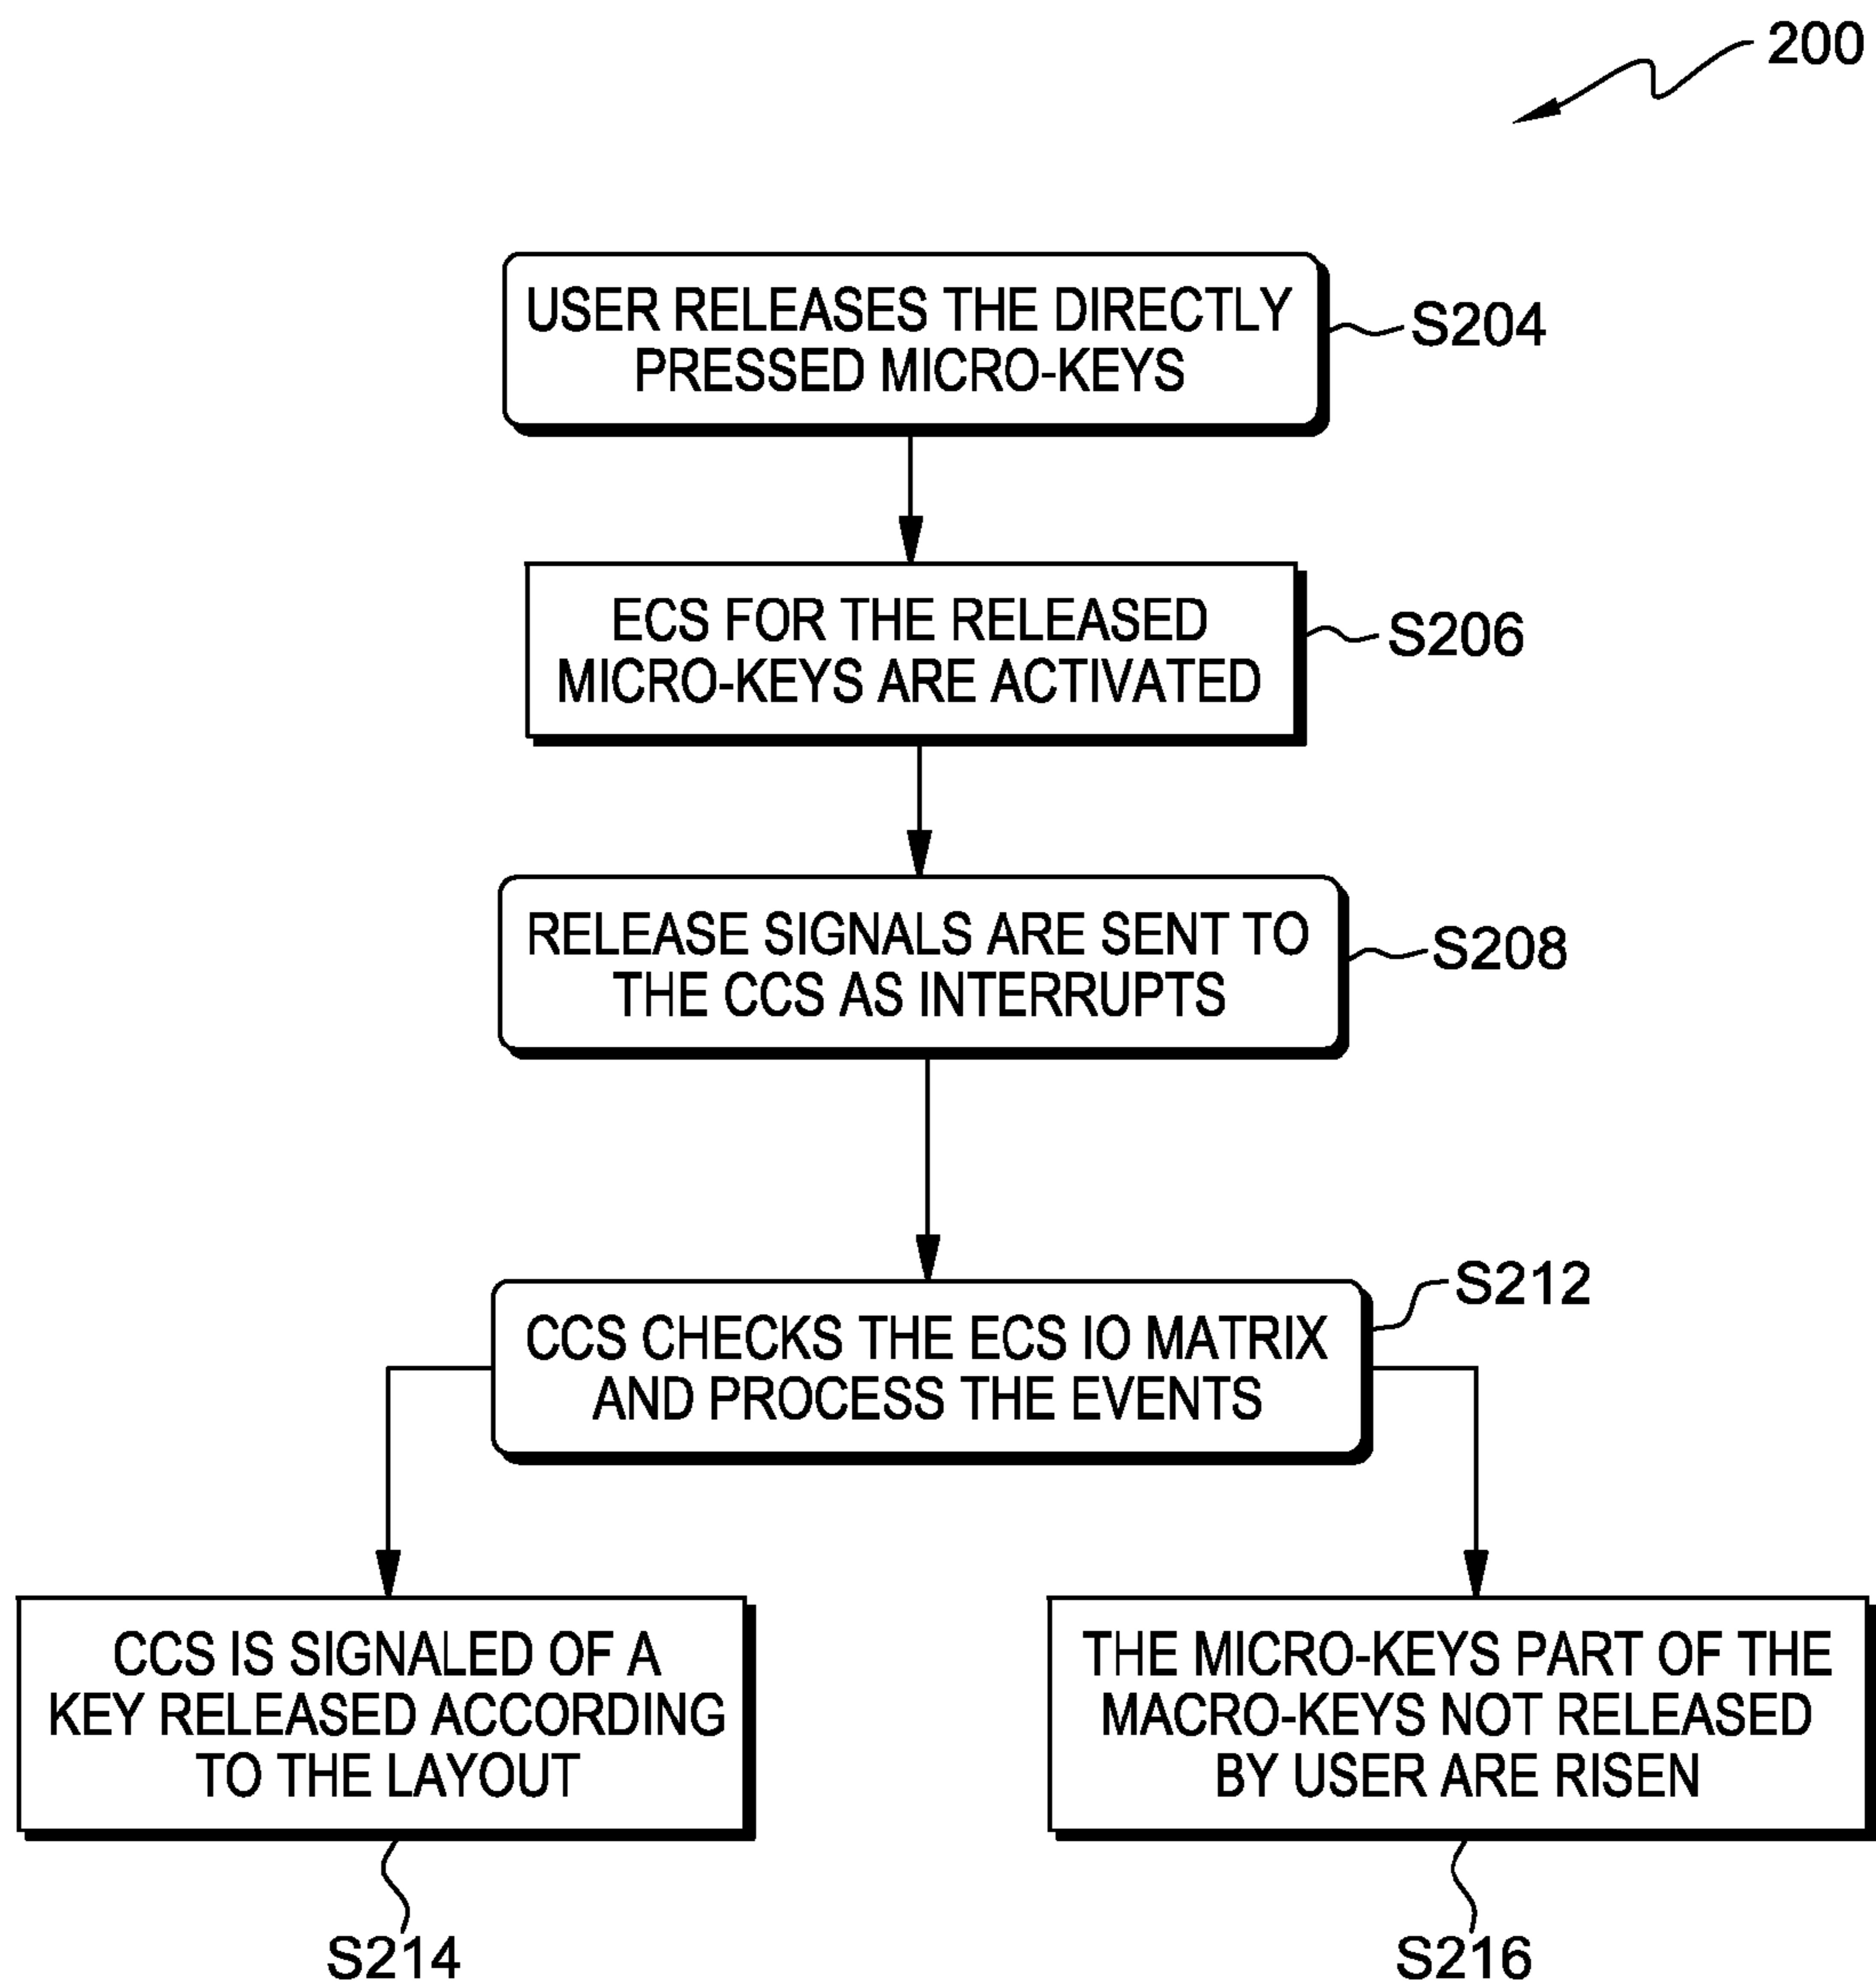 200
USER RELEASES THE DIRECTLY
PRESSED MICRO-KEYS
S204
ECS FOR THE RELEASED
MICRO-KEYS ARE ACTIVATED
S206
RELEASE SIGNALS ARE SENT TO
THE CCS AS INTERRUPTS
S208
CCS CHECKS THE ECS IO MATRIX
AND PROCESS THE EVENTS
S212
CCS IS SIGNALED OF A
KEY RELEASED ACCORDING
TO THE LAYOUT
S214
THE MICRO-KEYS PART OF THE
MACRO-KEYS NOT RELEASED
BY USER ARE RISEN
S216